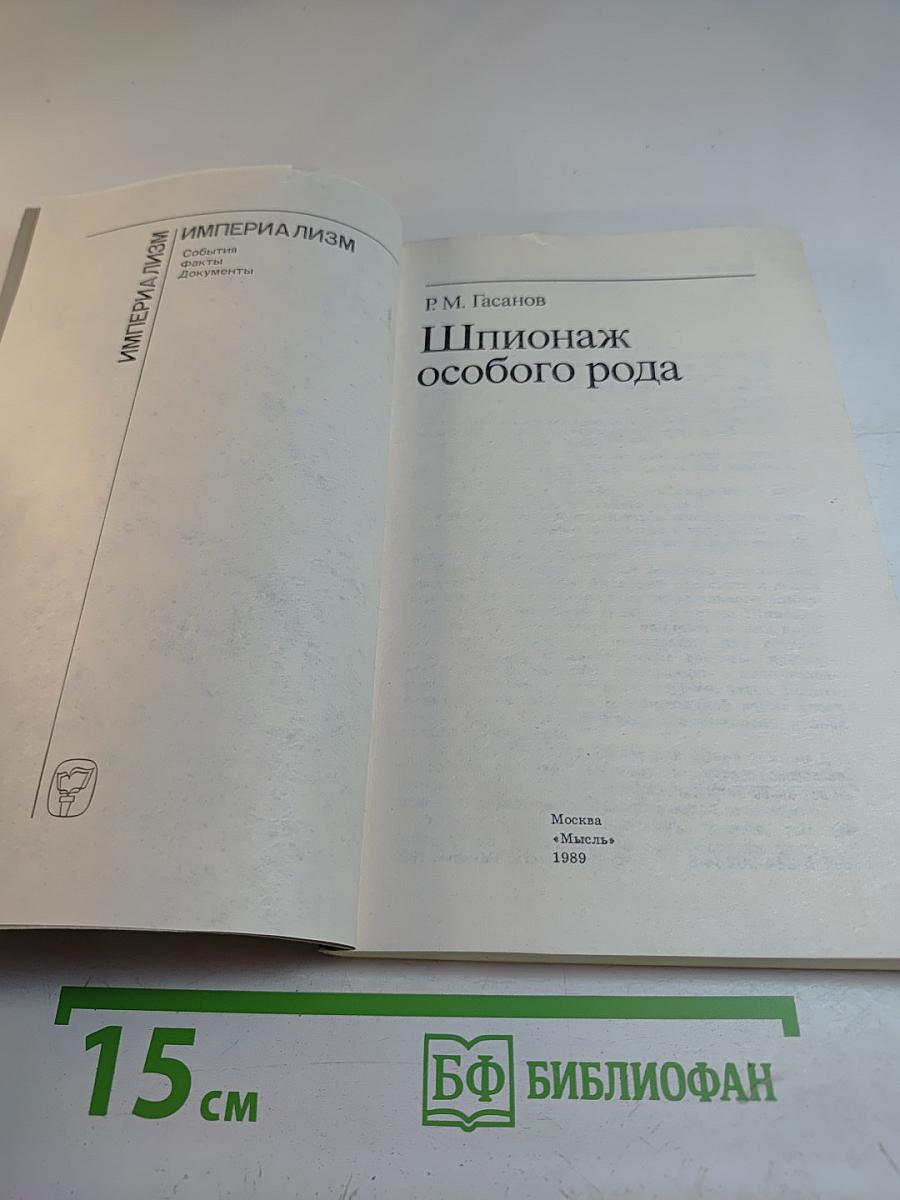 ИМПЕРИАЛИЗМ
ИМПЕРИАЛИЗМ
События
факты
Документы
Р. М. Гасанов
Шпионаж
особого рода
Москва
«Мысль»
1989
15 см
БФ БИБЛИОФАН